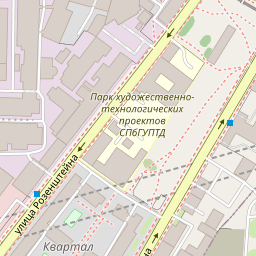 Парк художественно-
технологических
проектов
СПбГУПТД
улица Розенштейна
Квартал